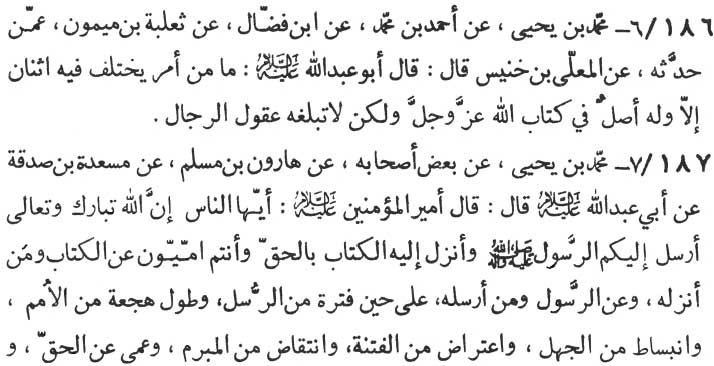 ١٨٦/٦ــ محمّد بن يحيى ، عن أحمد بن محمّد ، عن ابن فضّال ، عن ثعلبة بن ميمون ، عمّن
حدَّثه ، عن المعلّى بن خنيس قال : قال أبو عبدالله عليه السلام : ما من أمر يختلف فيه اثنان
إلاّ وله أصلٌ في كتاب الله عزَّ وجلَّ ولكن لاتبلغه عقول الرجال .
١٨٧/٧ــ محمّد بن يحيى ، عن بعض أصحابه ، عن هارون بن مسلم ، عن مسعدة بن صدقة
عن أبي عبدالله عليه السلام قال : قال أمير المؤمنين عليه السلام : أيّها الناس إنَّ الله تبارك وتعالى
أرسل إليكم الرَّسول صلى الله عليه وآله وأنزل إليه الكتاب بالحقّ وأنتم امّيّون عن الكتاب ومَن
أنزله ، وعن الرَّسول ومن أرسله، على حين فترة من الرُّسل، وطول هجعة من الاُمم ،
وانبساط من الجهل ، واعتراض من الفتنة، وانتقاض من المبرم ، وعمى عن الحقّ ، و